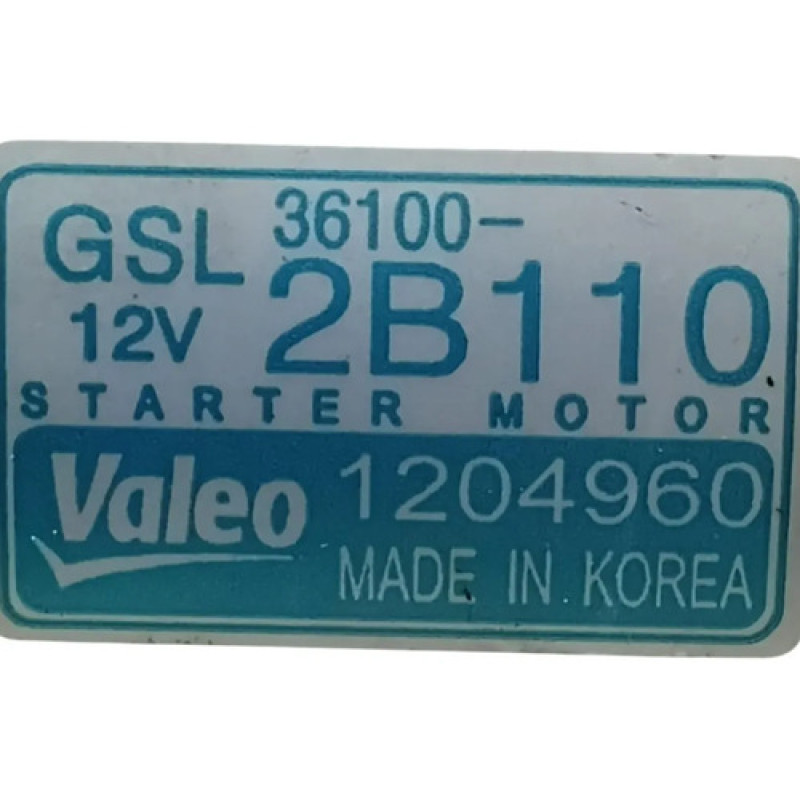 GSL 36100-
12V 2B110
STARTER MOTOR
Valeo 1204960
MADE IN KOREA